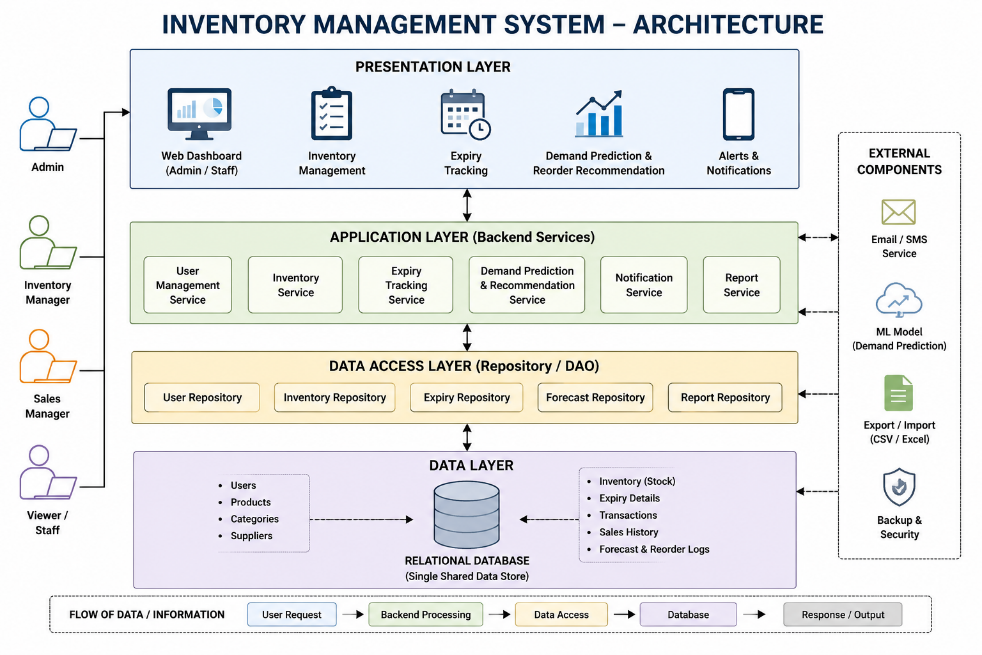 INVENTORY MANAGEMENT SYSTEM – ARCHITECTURE
PRESENTATION LAYER
Web Dashboard
(Admin / Staff)
Inventory
Management
Expiry
Tracking
Demand Prediction &
Reorder Recommendation
Alerts &
Notifications
Admin
Inventory
Manager
Sales
Manager
Viewer /
Staff
APPLICATION LAYER (Backend Services)
User
Management
Service
Inventory
Service
Expiry
Tracking
Service
Demand Prediction
& Recommendation
Service
Notification
Service
Report
Service
DATA ACCESS LAYER (Repository / DAO)
User Repository
Inventory Repository
Expiry Repository
Forecast Repository
Report Repository
DATA LAYER
• Users
• Products
• Categories
• Suppliers
RELATIONAL DATABASE
(Single Shared Data Store)
• Inventory (Stock)
• Expiry Details
• Transactions
• Sales History
• Forecast & Reorder Logs
EXTERNAL
COMPONENTS
Email / SMS
Service
ML Model
(Demand Prediction)
Export / Import
(CSV / Excel)
Backup &
Security
FLOW OF DATA / INFORMATION
User Request
Backend Processing
Data Access
Database
Response / Output